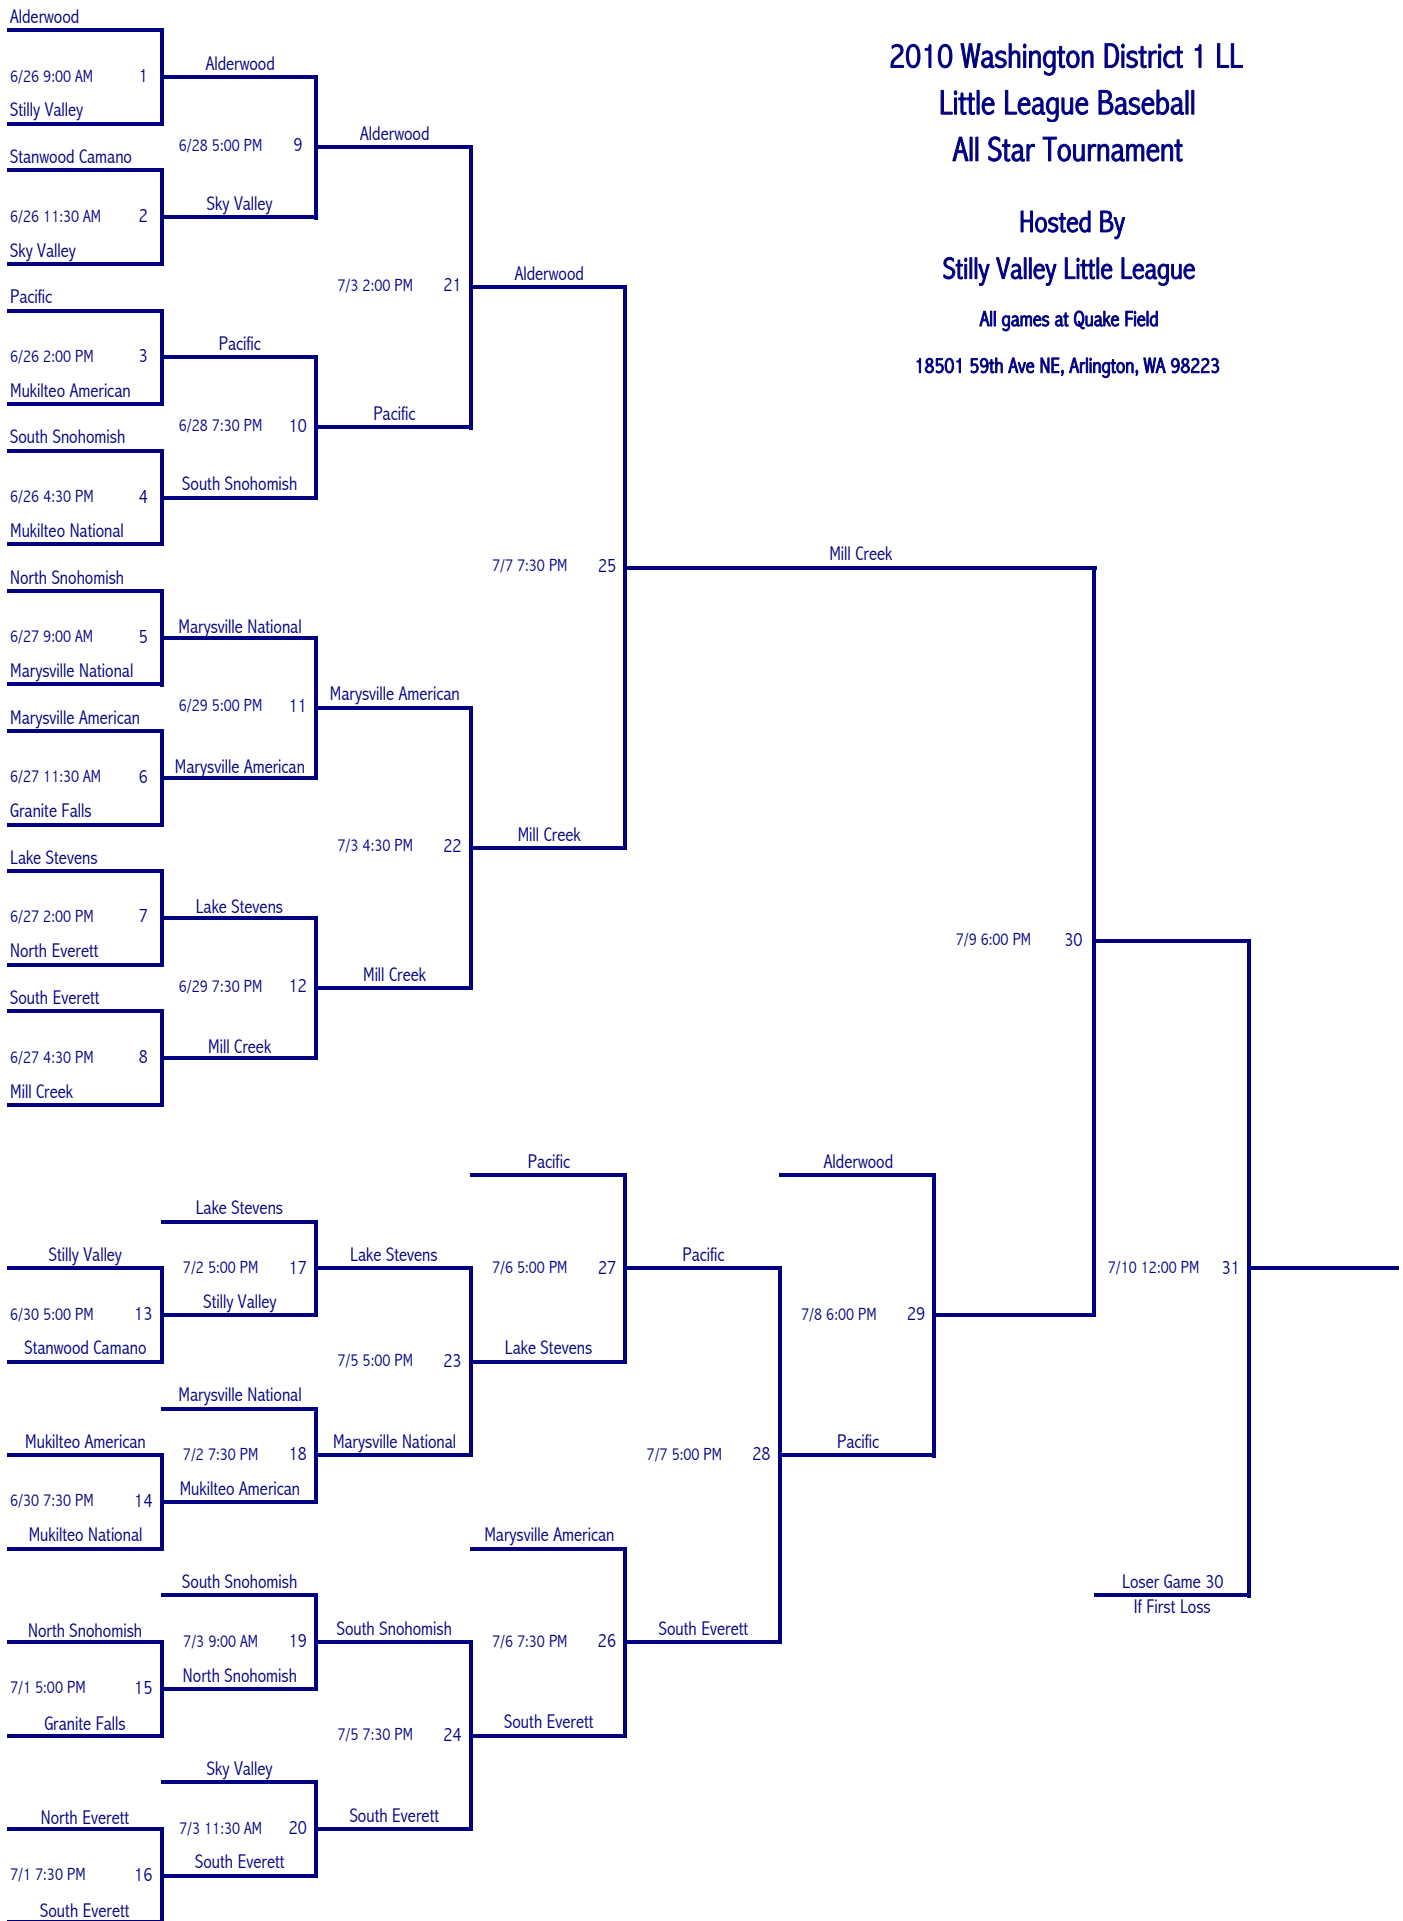 Alderwood
2010 Washington District 1 LL
Alderwood
6/26 9:00 AM 1
Little League Baseball
Stilly Valley
Alderwood
6/28 5:00 PM 9
All Star Tournament
Stanwood Camano
Sky Valley
6/26 11:30 AM 2
Hosted By
Sky Valley
Stilly Valley Little League
Alderwood
7/3 2:00 PM 21
Pacific
All games at Quake Field
Pacific
6/26 2:00 PM 3
18501 59th Ave NE, Arlington, WA 98223
Mukilteo American
Pacific
6/28 7:30 PM 10
South Snohomish
South Snohomish
6/26 4:30 PM 4
Mukilteo National
Mill Creek
7/7 7:30 PM 25
North Snohomish
Marysville National
6/27 9:00 AM 5
Marysville National
Marysville American
6/29 5:00 PM 11
Marysville American
Marysville American
6/27 11:30 AM 6
Granite Falls
Mill Creek
7/3 4:30 PM 22
Lake Stevens
Lake Stevens
6/27 2:00 PM 7
7/9 6:00 PM 30
North Everett
Mill Creek
6/29 7:30 PM 12
South Everett
Mill Creek
6/27 4:30 PM 8
Mill Creek
Pacific
Alderwood
Lake Stevens
Stilly Valley
Lake Stevens
Pacific
7/2 5:00 PM 17
7/6 5:00 PM 27
7/10 12:00 PM 31
Stilly Valley
6/30 5:00 PM 13
7/8 6:00 PM 29
Stanwood Camano
Lake Stevens
7/5 5:00 PM 23
Marysville National
Mukilteo American
Marysville National
Pacific
7/2 7:30 PM 18
7/7 5:00 PM 28
Mukilteo American
6/30 7:30 PM 14
Mukilteo National
Marysville American
South Snohomish
Loser Game 30
If First Loss
North Snohomish
South Snohomish
South Everett
7/3 9:00 AM 19
7/6 7:30 PM 26
North Snohomish
7/1 5:00 PM 15
Granite Falls
South Everett
7/5 7:30 PM 24
Sky Valley
North Everett
South Everett
7/3 11:30 AM 20
South Everett
7/1 7:30 PM 16
South Everett